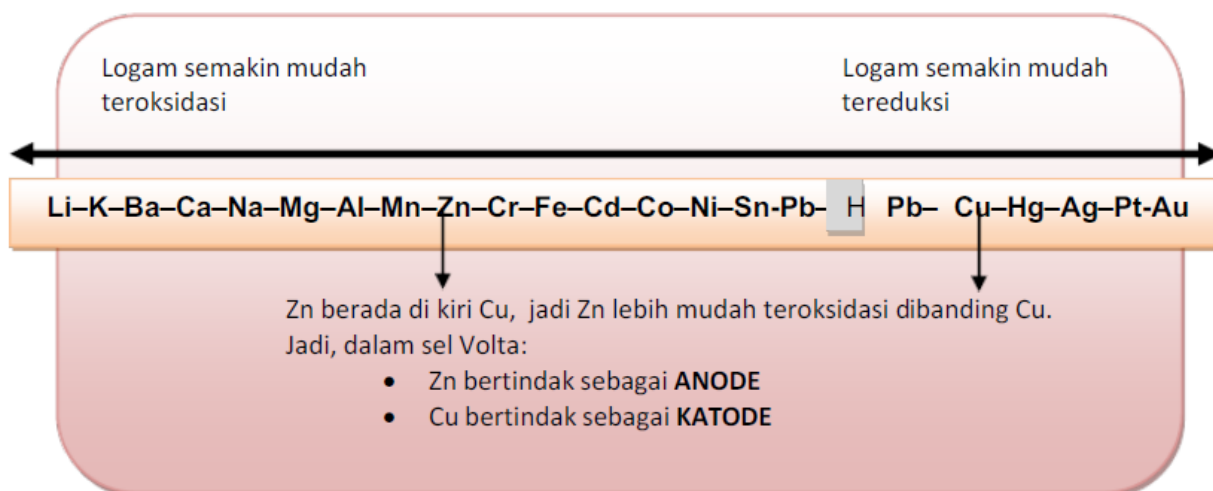 Logam semakin mudah
teroksidasi
Logam semakin mudah
tereduksi
Li–K–Ba–Ca–Na–Mg–Al–Mn–Zn–Cr–Fe–Cd–Co–Ni–Sn-Pb– H Pb– Cu–Hg–Ag–Pt-Au
Zn berada di kiri Cu, jadi Zn lebih mudah teroksidasi dibanding Cu.
Jadi, dalam sel Volta:
• Zn bertindak sebagai ANODE
• Cu bertindak sebagai KATODE